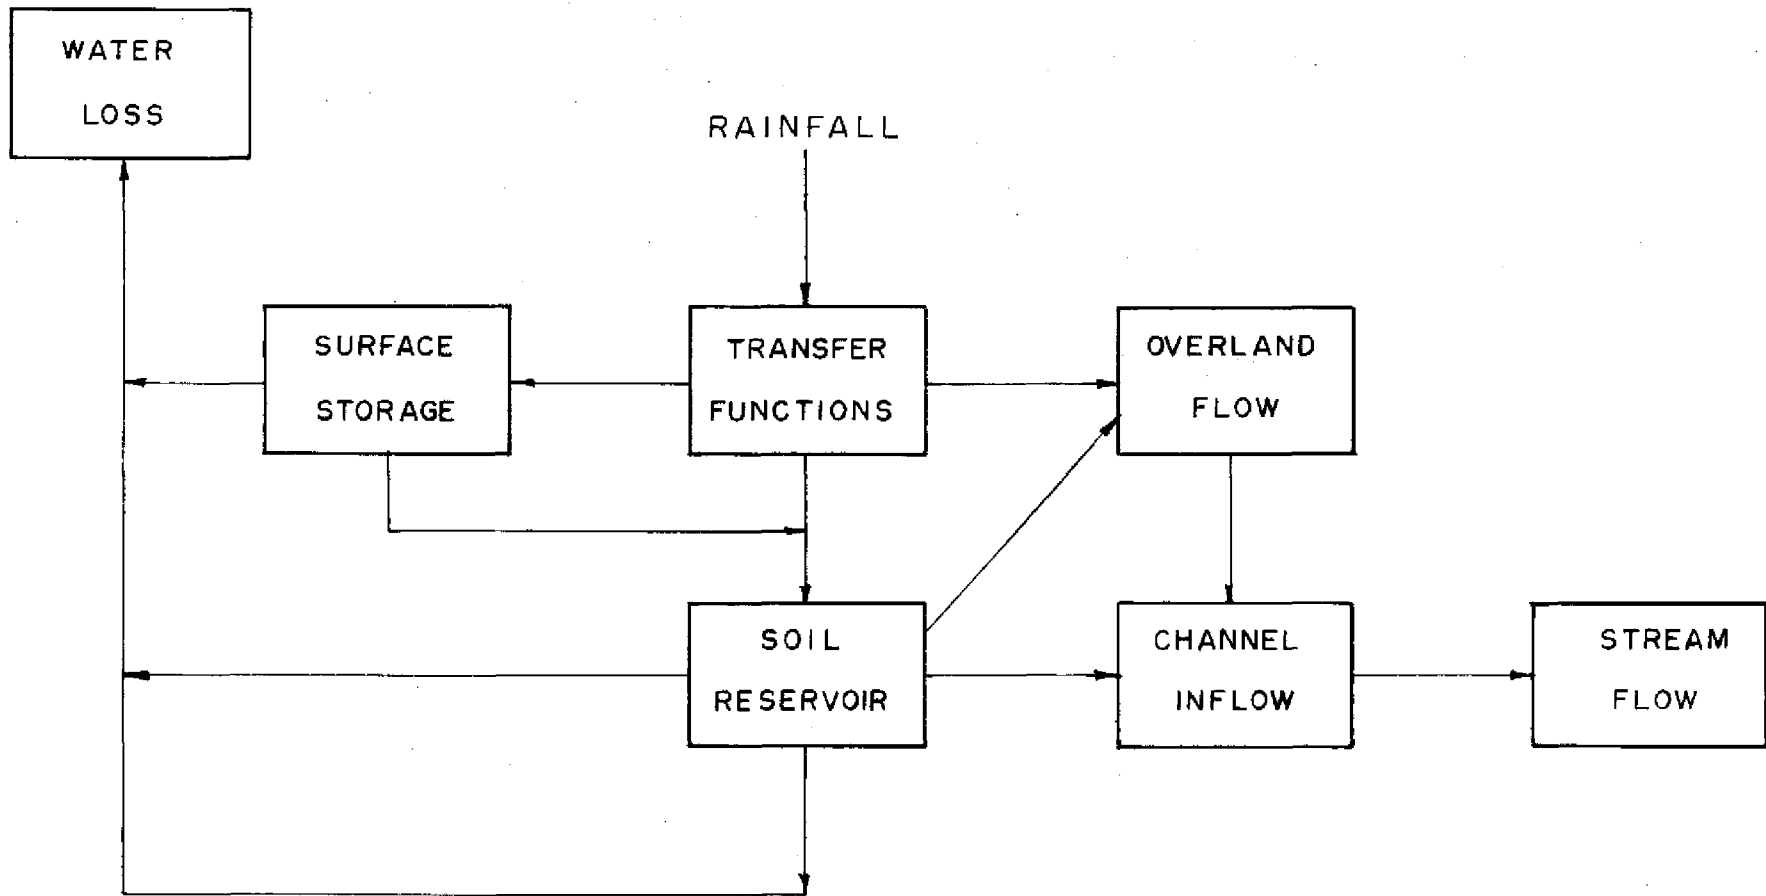 WATER
LOSS
RAINFALL
SURFACE
STORAGE
TRANSFER
FUNCTIONS
OVERLAND
FLOW
SOIL
RESERVOIR
CHANNEL
INFLOW
STREAM
FLOW